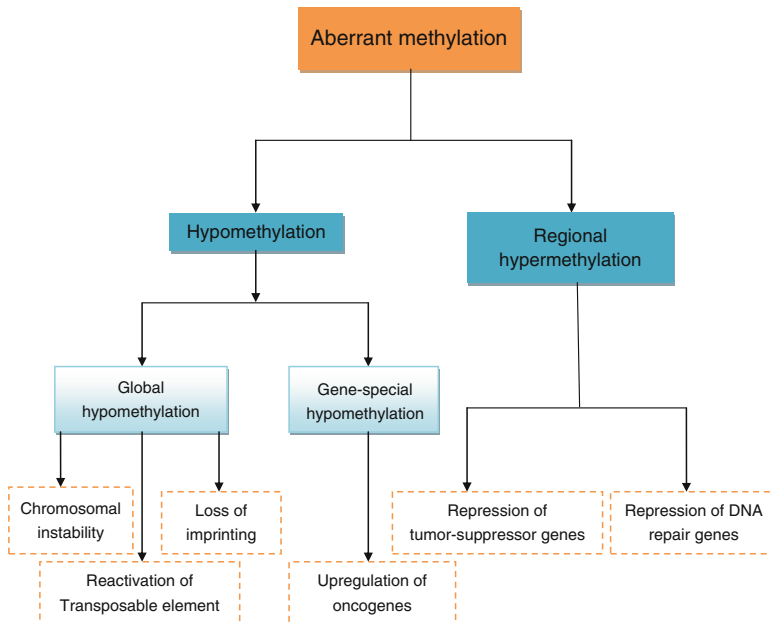 Aberrant methylation
Hypomethylation
Regional
hypermethylation
Global
hypomethylation
Gene-special
hypomethylation
Chromosomal
instability
Loss of
imprinting
Repression of
tumor-suppressor genes
Repression of DNA
repair genes
Reactivation of
Transposable element
Upregulation of
oncogenes